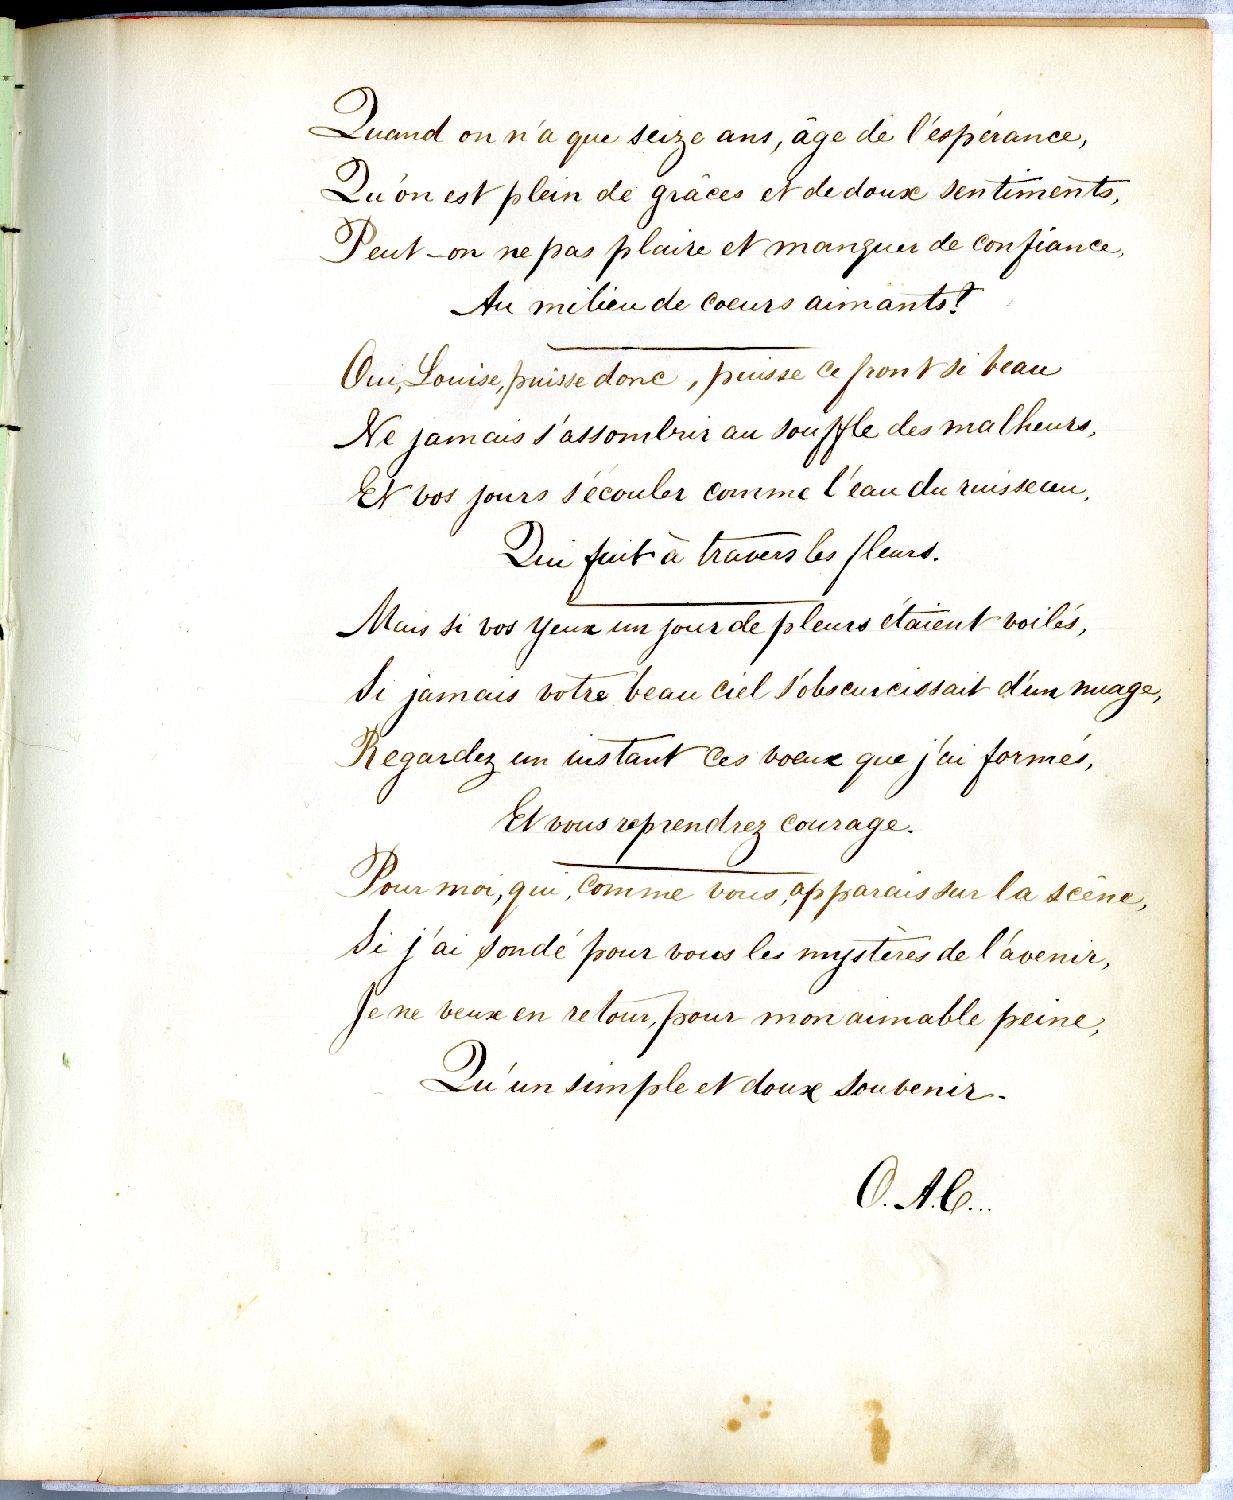 Quand on n'a que seize ans, âge de l'éspérance,
Qu'on est plein de grâces et de doux sentiments,
Peut-on ne pas plaire et manquer de confiance,
Au milieu de coeurs aimants?
Oui, Louise, puisse donc, puisse ce front si beau
Ne jamais s'assombrir au souffle des malheurs,
Et vos jours s'écouler comme l'eau du ruisseau,
Qui fuit à travers les fleurs.
Mais si vos yeux un jour de pleurs étaient voilés,
Si jamais votre beau ciel s'obscurcissait d'un nuage,
Regardez un instant ces voeux que j'ai formés,
Et vous reprendrez courage.
Pour moi, qui, comme vous, apparais sur la scêne,
Si j'ai sondé pour vous les mystères de l'avenir,
Je ne veux en retour, pour mon aimable peine,
Qu'un simple et doux souvenir.
O. A. C...